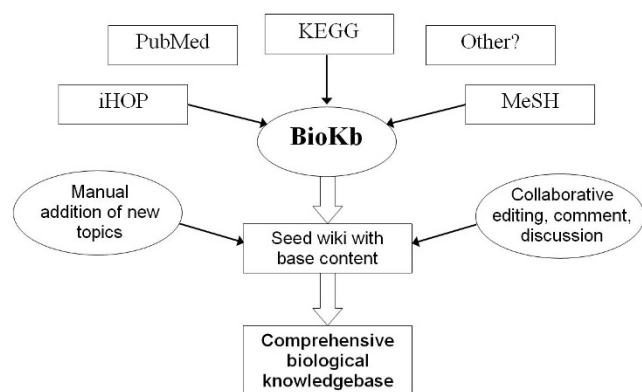 PubMed
KEGG
Other?
iHOP
MeSH
BioKb
Manual
addition of new
topics
Seed wiki with
base content
Collaborative
editing, comment,
discussion
Comprehensive
biological
knowledgebase